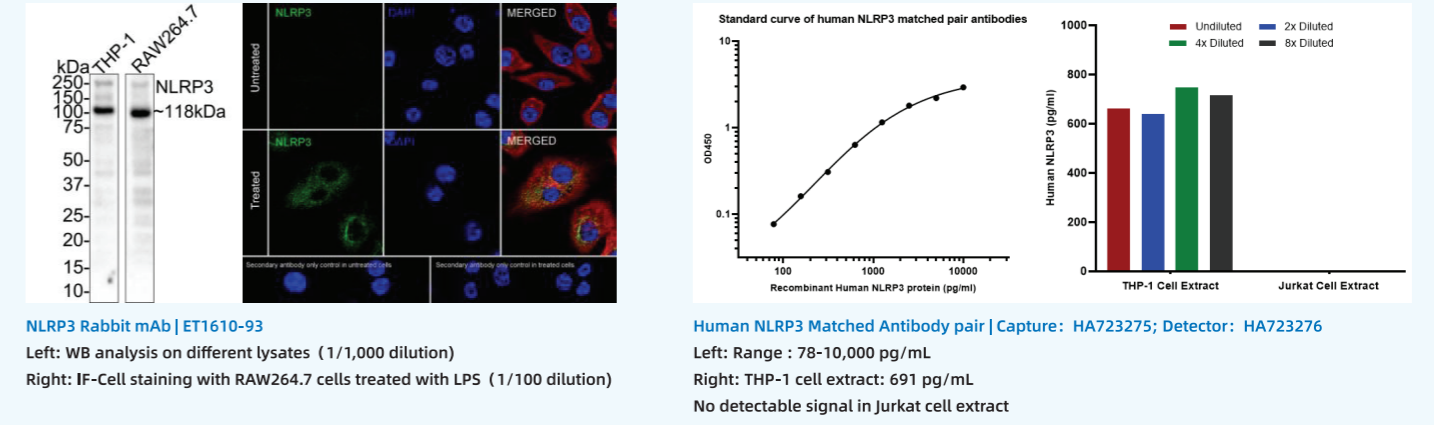 THP-1
RAW264.7
kDa
250-
150-
100-
75-
50-
37-
25-
20-
15-
10-
NLRP3
~118kDa
Untreated
NLRP3
DAPI
MERGED
Treated
NLRP3
DAPI
MERGED
Secondary antibody only control in untreated cells
Secondary antibody only control in treated cells
NLRP3 Rabbit mAb | ET1610-93
Left: WB analysis on different lysates (1/1,000 dilution)
Right: IF-Cell staining with RAW264.7 cells treated with LPS (1/100 dilution)
Standard curve of human NLRP3 matched pair antibodies
OD450
10
1
0.1
100
1000
10000
Recombinant Human NLRP3 protein (pg/ml)
Human NLRP3 (pg/ml)
1000
800
600
400
200
0
Undiluted
2x Diluted
4x Diluted
8x Diluted
THP-1 Cell Extract
Jurkat Cell Extract
Human NLRP3 Matched Antibody pair | Capture: HA723275; Detector: HA723276
Left: Range : 78-10,000 pg/mL
Right: THP-1 cell extract: 691 pg/mL
No detectable signal in Jurkat cell extract